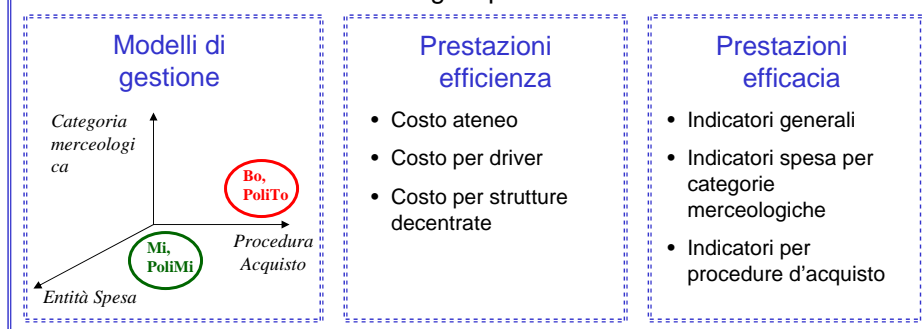 Modelli di
gestione
Categoria
merceologi
ca
Bo,
PoliTo
Mi,
PoliMi
Procedura
Acquisto
Entità Spesa
Prestazioni
efficienza
• Costo ateneo
• Costo per driver
• Costo per strutture
decentrate
Prestazioni
efficacia
• Indicatori generali
• Indicatori spesa per
categorie
merceologiche
• Indicatori per
procedure d'acquisto